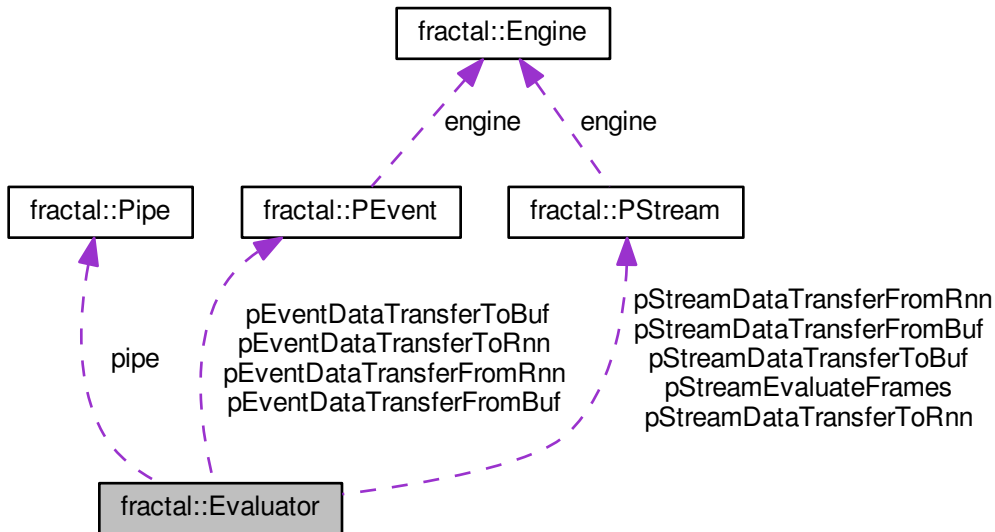 fractal::Engine
engine
engine
fractal::Pipe
fractal::PEvent
fractal::PStream
pipe
pEventDataTransferToBuf
pEventDataTransferToRnn
pEventDataTransferFromRnn
pEventDataTransferFromBuf
pStreamDataTransferFromRnn
pStreamDataTransferFromBuf
pStreamDataTransferToBuf
pStreamEvaluateFrames
pStreamDataTransferToRnn
fractal::Evaluator